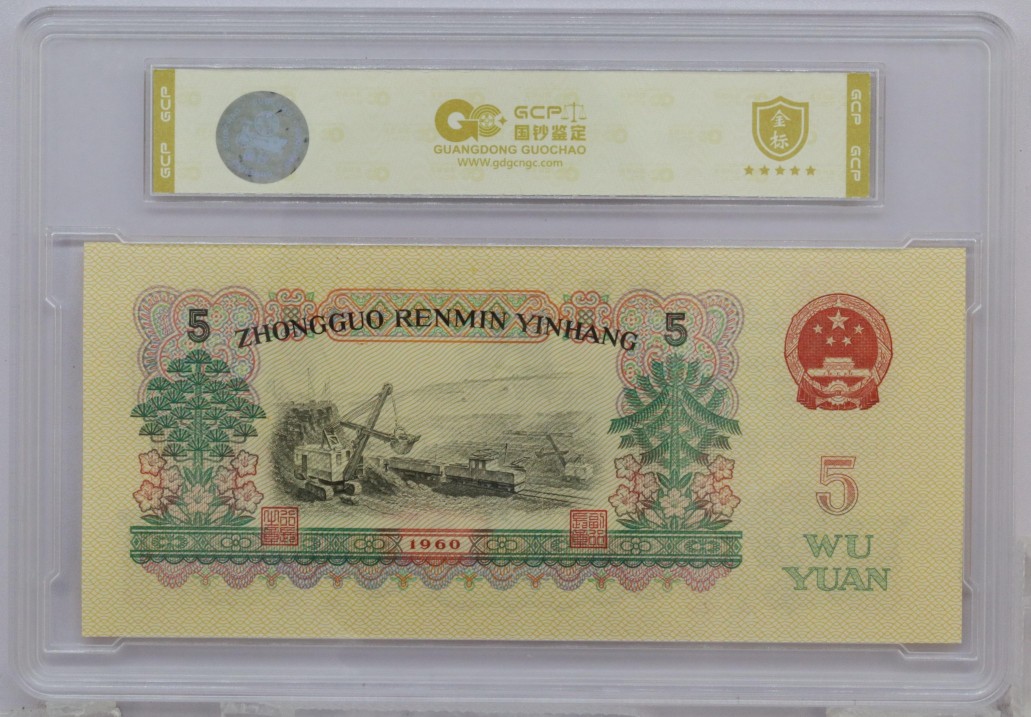 GCP
GCP
GCP
国钞鉴定
GUANGDONG GUOCHAO
www.gdgcngc.com
金标
GCP
GCP
ZHONGGUO RENMIN YINHANG
5
5
5
WU
YUAN
1960